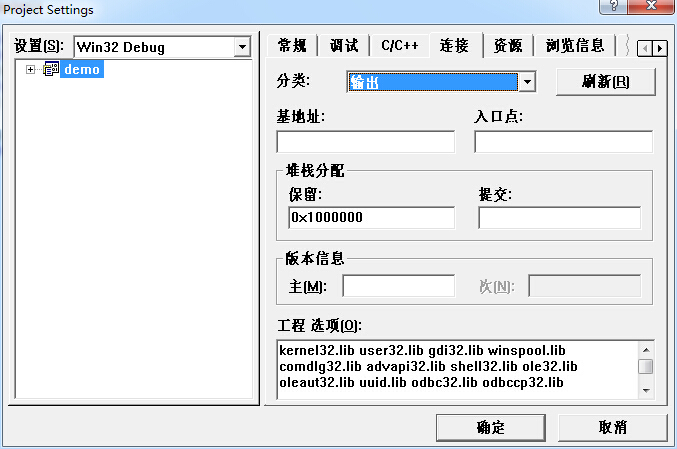 Project Settings
设置(S): Win32 Debug
demo
常规 调试 C/C++ 连接 资源 浏览信息
分类: 输出 刷新(R)
基地址: 入口点:
堆栈分配
保留: 提交:
0x1000000
版本信息
主(M): 次(N):
工程 选项(O):
kernel32.lib user32.lib gdi32.lib winspool.lib
comdlg32.lib advapi32.lib shell32.lib ole32.lib
oleaut32.lib uuid.lib odbc32.lib odbccp32.lib
确定 取消